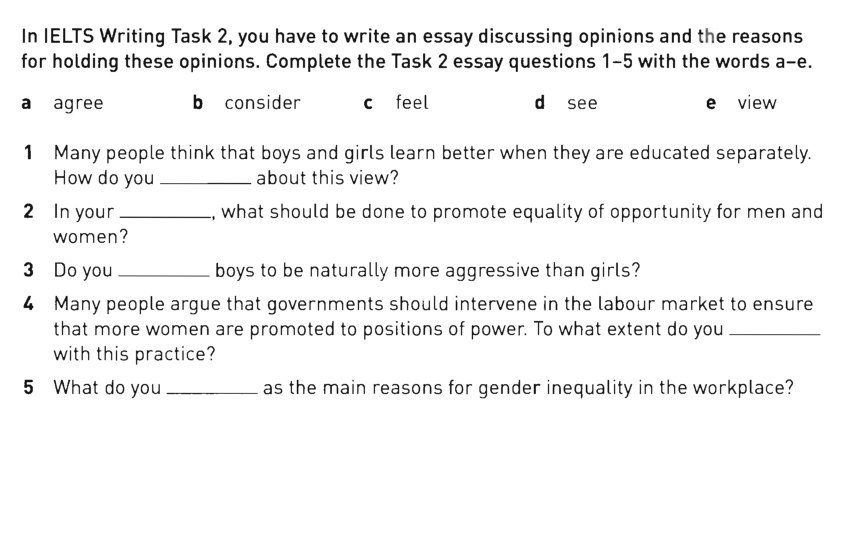 In IELTS Writing Task 2, you have to write an essay discussing opinions and the reasons
for holding these opinions. Complete the Task 2 essay questions 1–5 with the words a–e.
a agree b consider c feel d see e view
1 Many people think that boys and girls learn better when they are educated separately.
How do you ________ about this view?
2 In your ________, what should be done to promote equality of opportunity for men and
women?
3 Do you ________ boys to be naturally more aggressive than girls?
4 Many people argue that governments should intervene in the labour market to ensure
that more women are promoted to positions of power. To what extent do you ________
with this practice?
5 What do you ________ as the main reasons for gender inequality in the workplace?